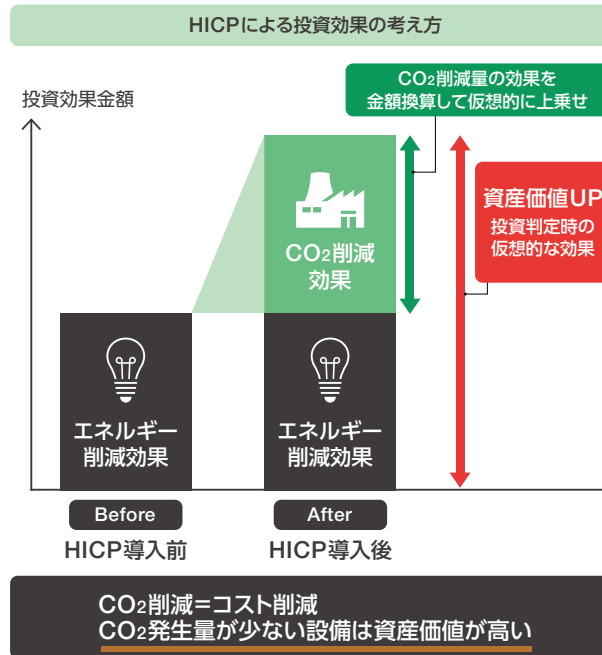 HICPによる投資効果の考え方
投資効果金額
CO2削減量の効果を
金額換算して仮想的に上乗せ
資産価値UP
投資判定時の
仮想的な効果
CO2削減
効果
エネルギー
削減効果
エネルギー
削減効果
Before
After
HICP導入前
HICP導入後
CO2削減=コスト削減
CO2発生量が少ない設備は資産価値が高い